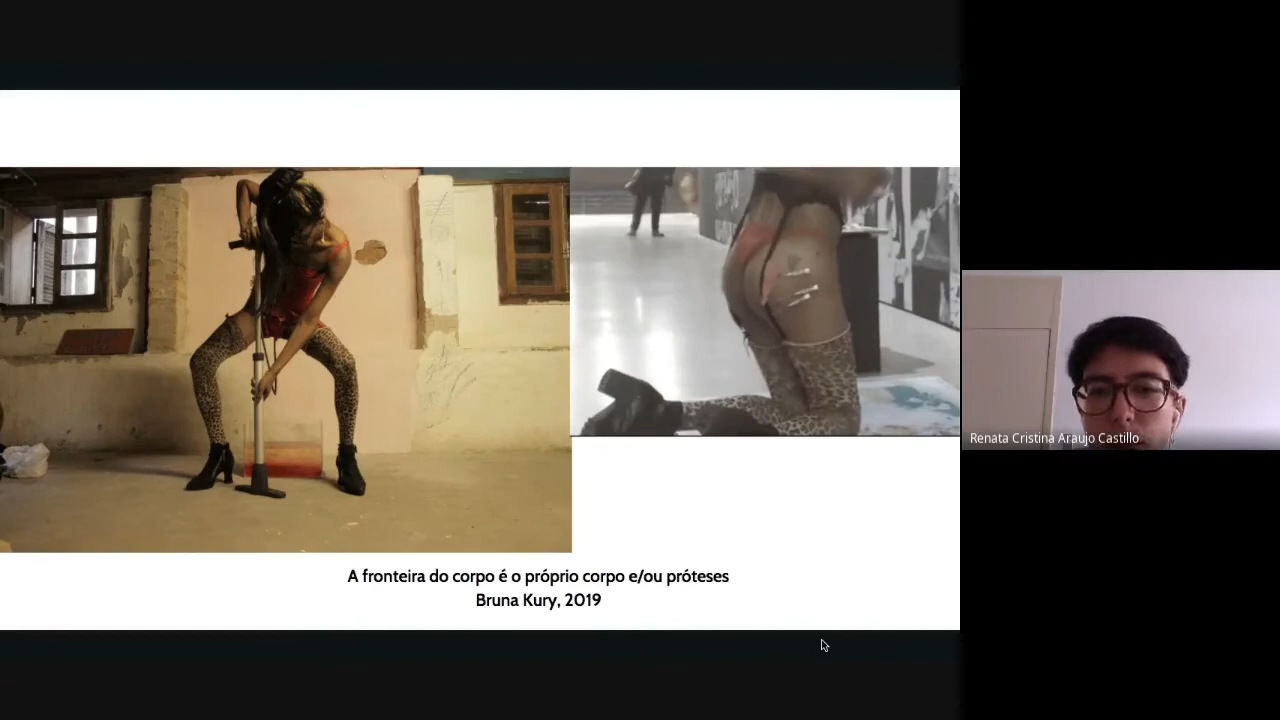 A fronteira do corpo é o próprio corpo e/ou próteses
Bruna Kury, 2019
Renata Cristina Araujo Castillo